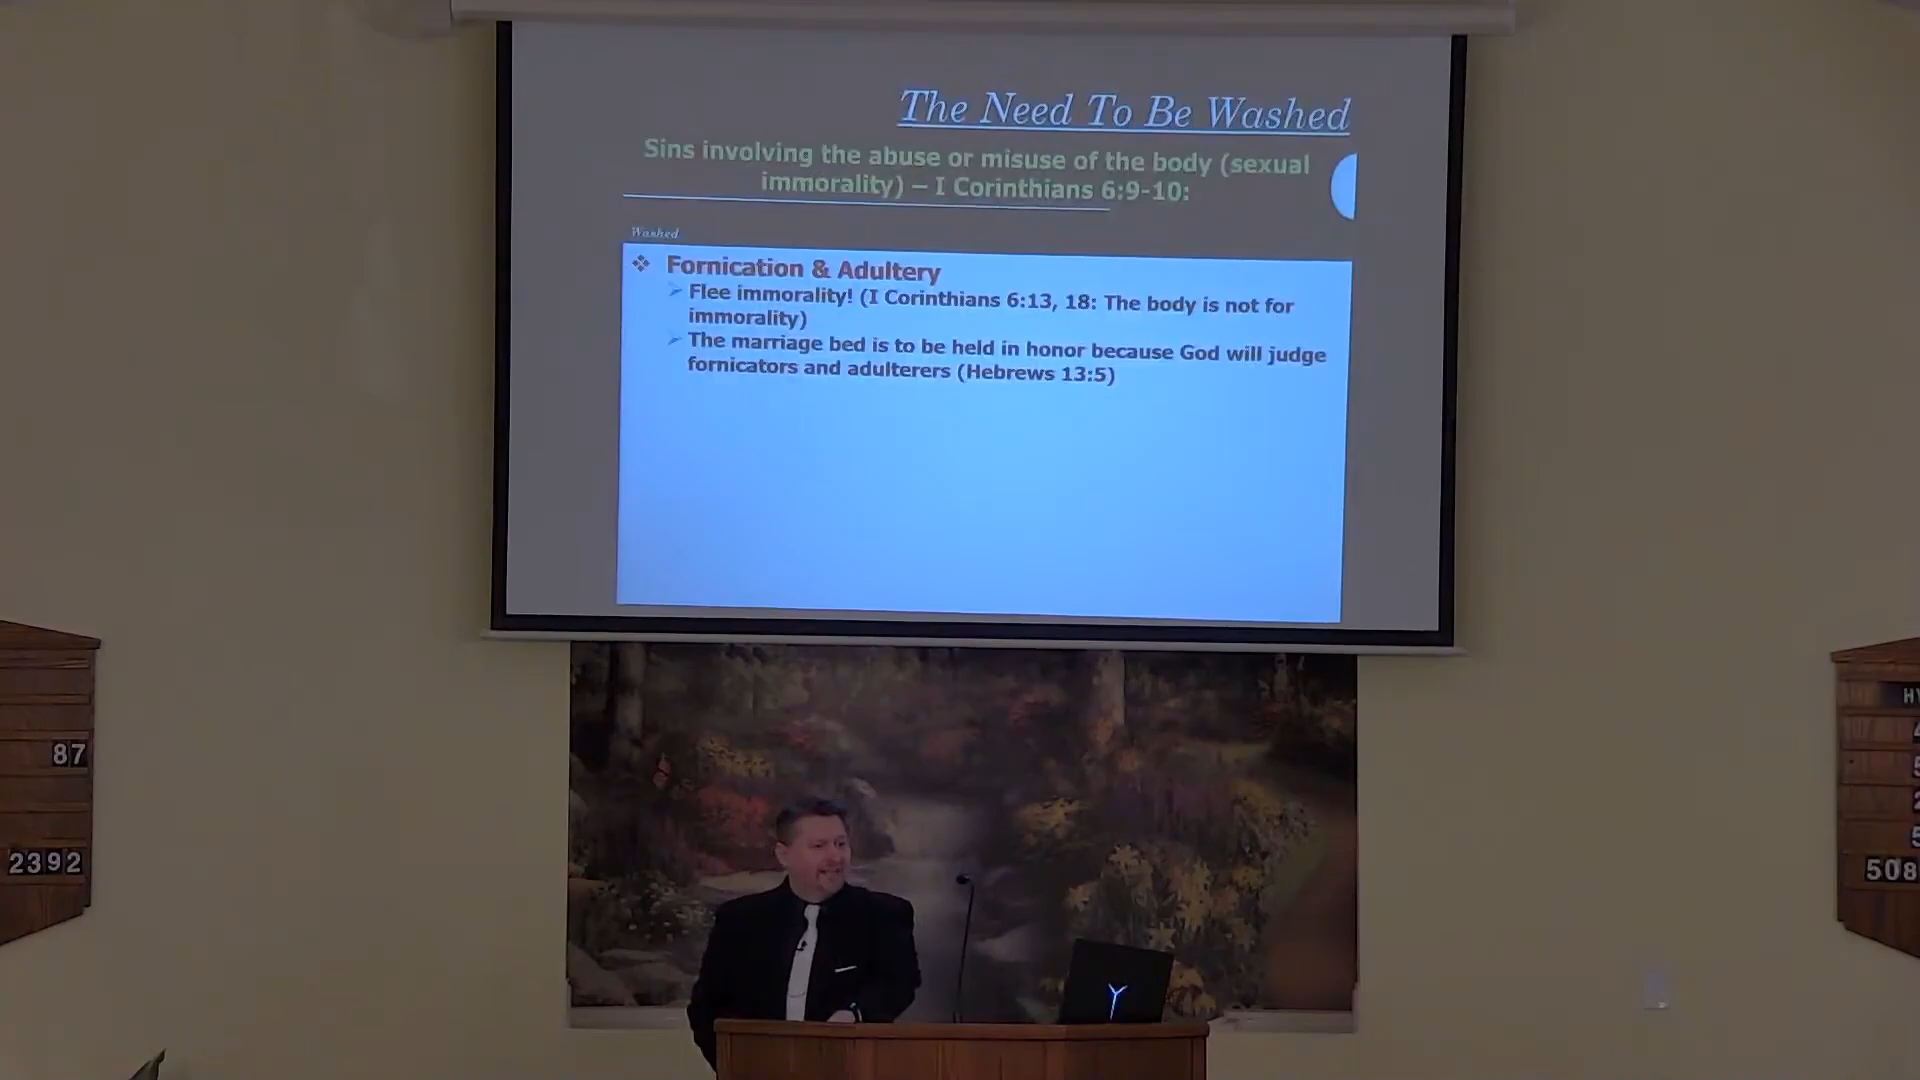 The Need To Be Washed
Sins involving the abuse or misuse of the body (sexual
immorality) – I Corinthians 6:9-10:
Washed
Fornication & Adultery
Flee immorality! (I Corinthians 6:13, 18: The body is not for
immorality)
The marriage bed is to be held in honor because God will judge
fornicators and adulterers (Hebrews 13:5)
87
2392
508